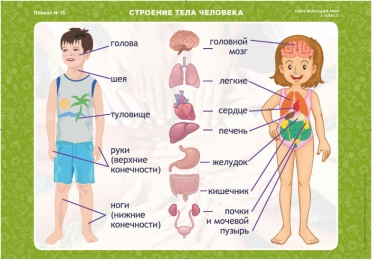 Плакат № 15
СТРОЕНИЕ ТЕЛА ЧЕЛОВЕКА
ОКРУЖАЮЩИЙ МИР
2 КЛАСС
голова
шея
туловище
руки
(верхние
конечности)
ноги
(нижние
конечности)
головной
мозг
легкие
сердце
печень
желудок
кишечник
почки
и мочевой
пузырь